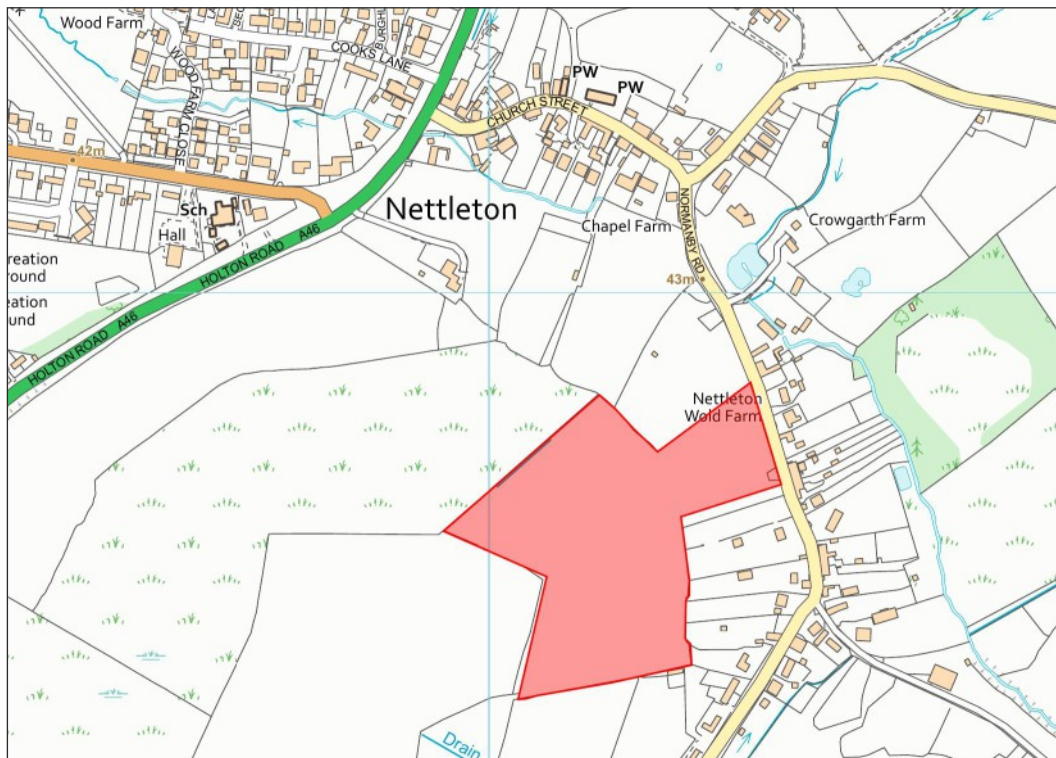 Wood Farm
WOOD FARM CLOSE
COOKS LANE
PW
PW
CHURCH STREET
42m
Sch
Hall
Nettleton
HOLTON ROAD A46
Chapel Farm
NORMANBY RD
Crowgarth Farm
43m
creation
round
eation
und
HOLTON ROAD A46
Nettleton
Wold Farm
Drain